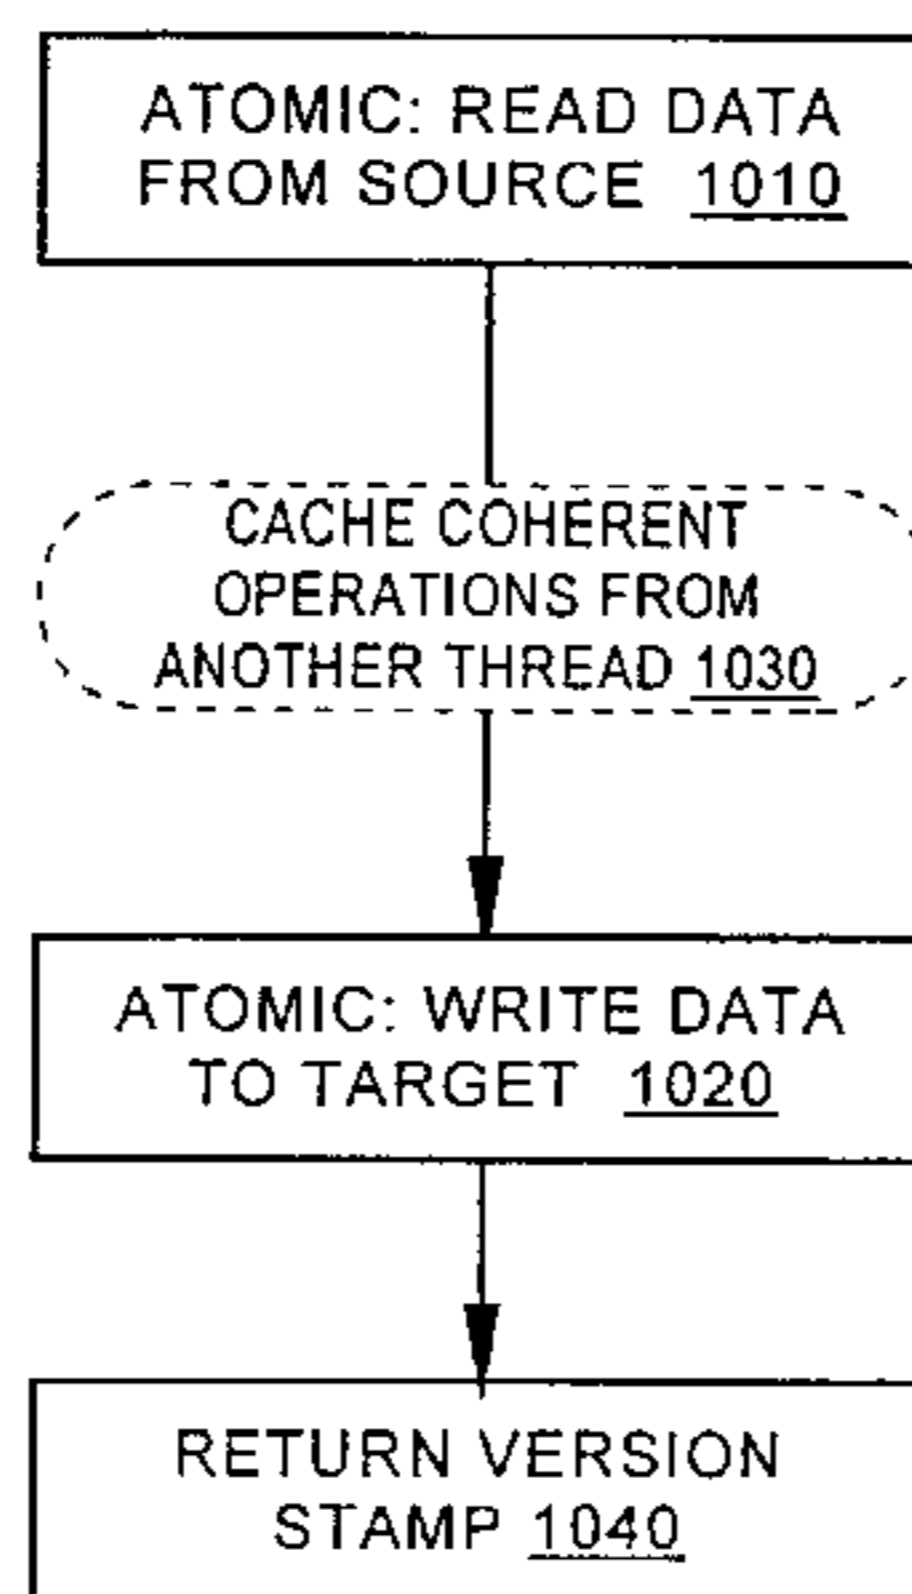 ATOMIC: READ DATA
FROM SOURCE 1010
CACHE COHERENT
OPERATIONS FROM
ANOTHER THREAD 1030
ATOMIC: WRITE DATA
TO TARGET 1020
RETURN VERSION
STAMP 1040